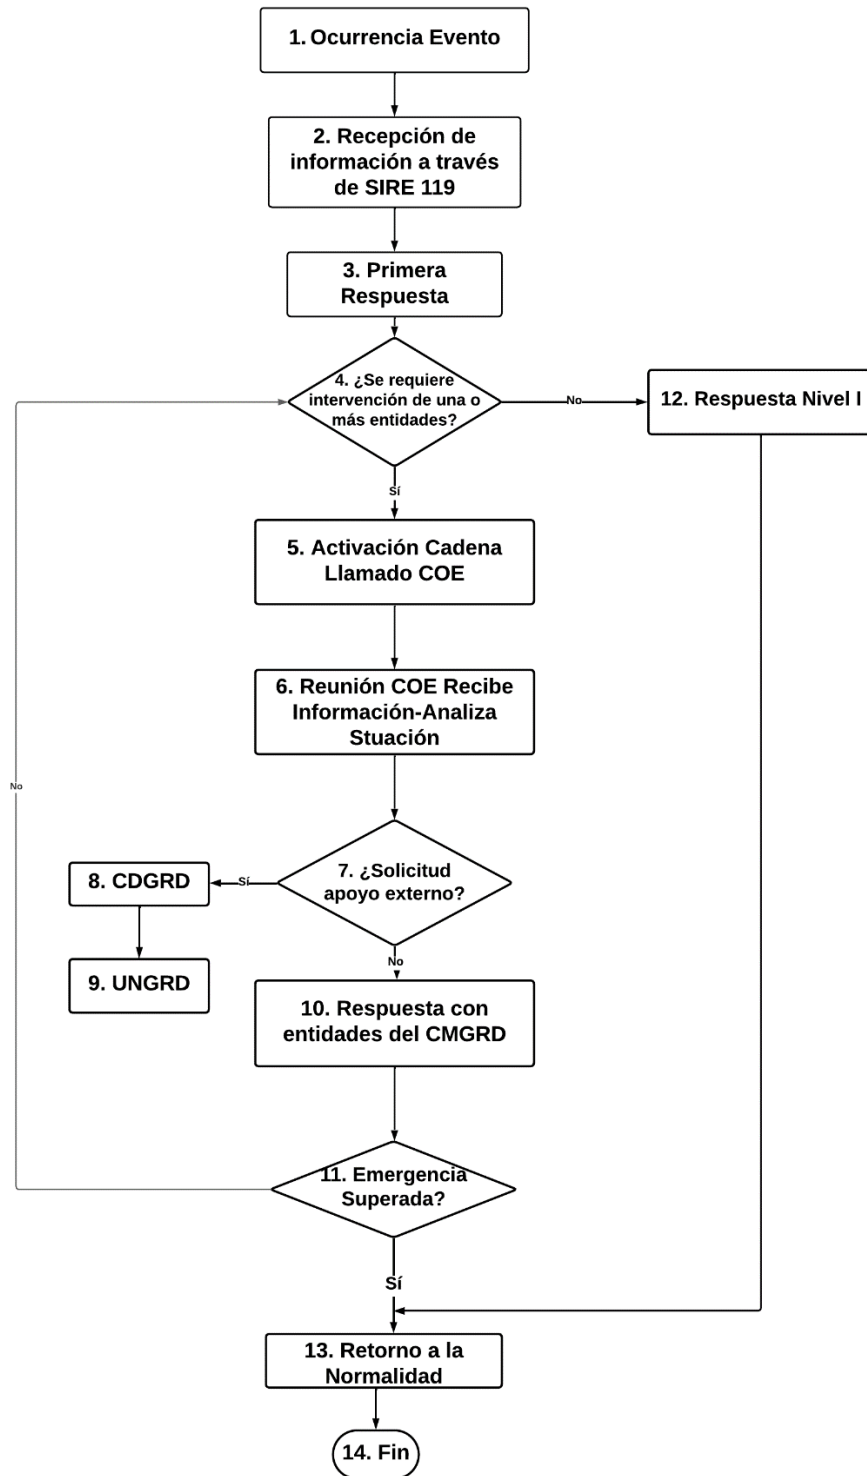 1. Ocurrencia Evento
2. Recepción de
información a través
de SIRE 119
3. Primera
Respuesta
4. ¿Se requiere
intervención de una o
más entidades?
No
12. Respuesta Nivel I
Sí
5. Activación Cadena
Llamado COE
6. Reunión COE Recibe
Información-Analiza
Stuación
No
7. ¿Solicitud
apoyo externo?
Sí
8. CDGRD
9. UNGRD
No
10. Respuesta con
entidades del CMGRD
11. Emergencia
Superada?
Sí
13. Retorno a la
Normalidad
14. Fin